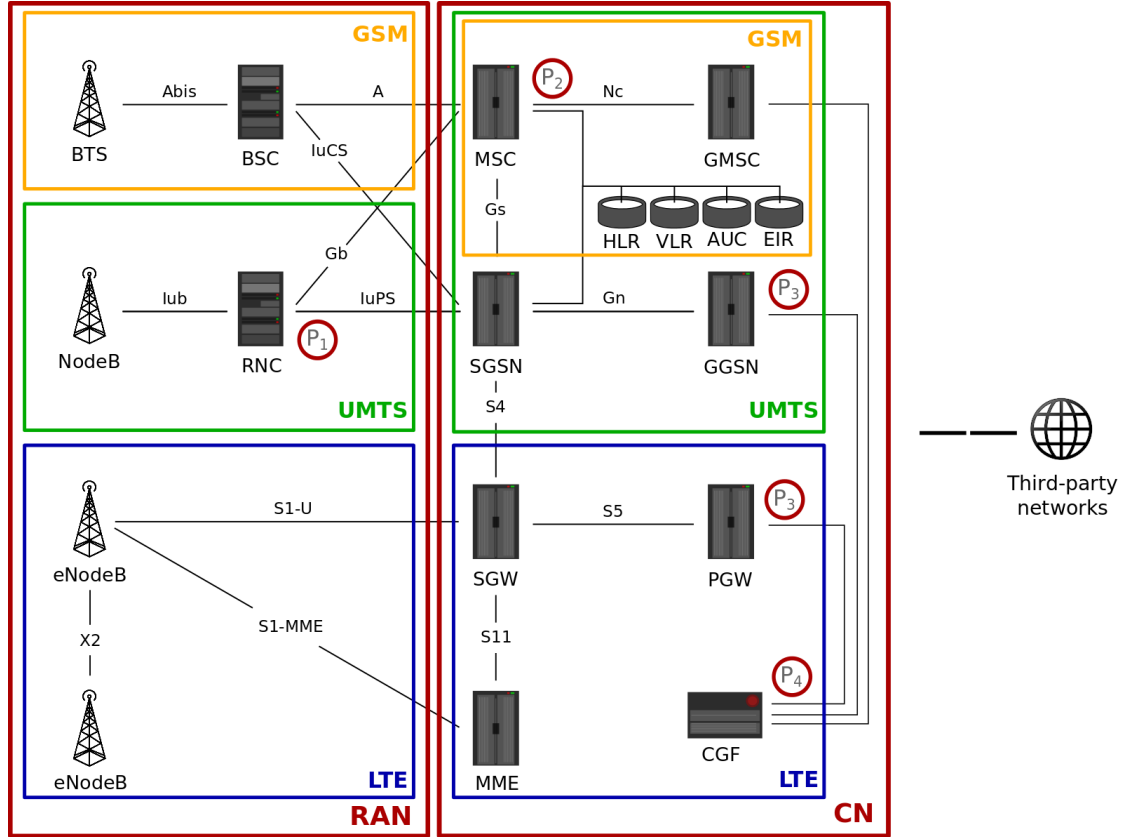 GSM
GSM
P2
Abis
A
Nc
BTS
BSC
IuCS
MSC
GMSC
Gs
HLR
VLR
AUC
EIR
Gb
Iub
IuPS
Gn
P3
P1
NodeB
RNC
SGSN
GGSN
UMTS
S4
UMTS
Third-party
networks
S1-U
S5
P3
eNodeB
SGW
PGW
X2
S1-MME
S11
P4
CGF
eNodeB
LTE
MME
LTE
RAN
CN